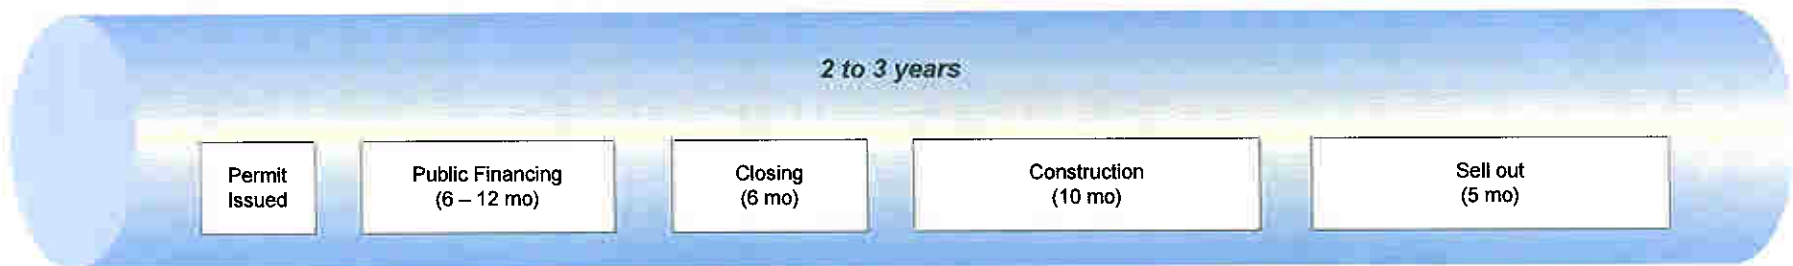 2 to 3 years
Permit
Issued
Public Financing
(6 – 12 mo)
Closing
(6 mo)
Construction
(10 mo)
Sell out
(5 mo)